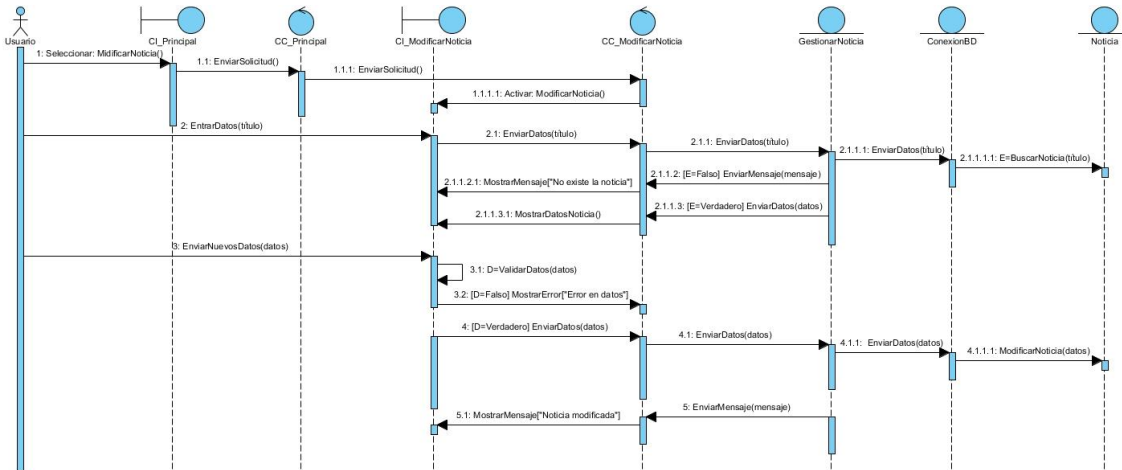 Usuario
CI_Principal
CC_Principal
CI_ModificarNoticia
CC_ModificarNoticia
GestionarNoticia
ConexionBD
Noticia
1: Seleccionar: MidificarNoticia()
1.1: EnviarSolicitud()
1.1.1: EnviarSolicitud()
1.1.1.1: Activar: ModificarNoticia()
2: EntrarDatos(título)
2.1: EnviarDatos(título)
2.1.1: EnviarDatos(título)
2.1.1.1: EnviarDatos(título)
2.1.1.1.1: E=BuscarNoticia(título)
2.1.1.2: [E=Falso] EnviarMensaje(mensaje)
2.1.1.2.1: MostrarMensaje["No existe la noticia"]
2.1.1.3: [E=Verdadero] EnviarDatos(datos)
2.1.1.3.1: MostrarDatosNoticia()
3: EnviarNuevosDatos(datos)
3.1: D=ValidarDatos(datos)
3.2: [D=Falso] MostrarError["Error en datos"]
4: [D=Verdadero] EnviarDatos(datos)
4.1: EnviarDatos(datos)
4.1.1: EnviarDatos(datos)
4.1.1.1: ModificarNoticia(datos)
5: EnviarMensaje(mensaje)
5.1: MostrarMensaje["Noticia modificada"]